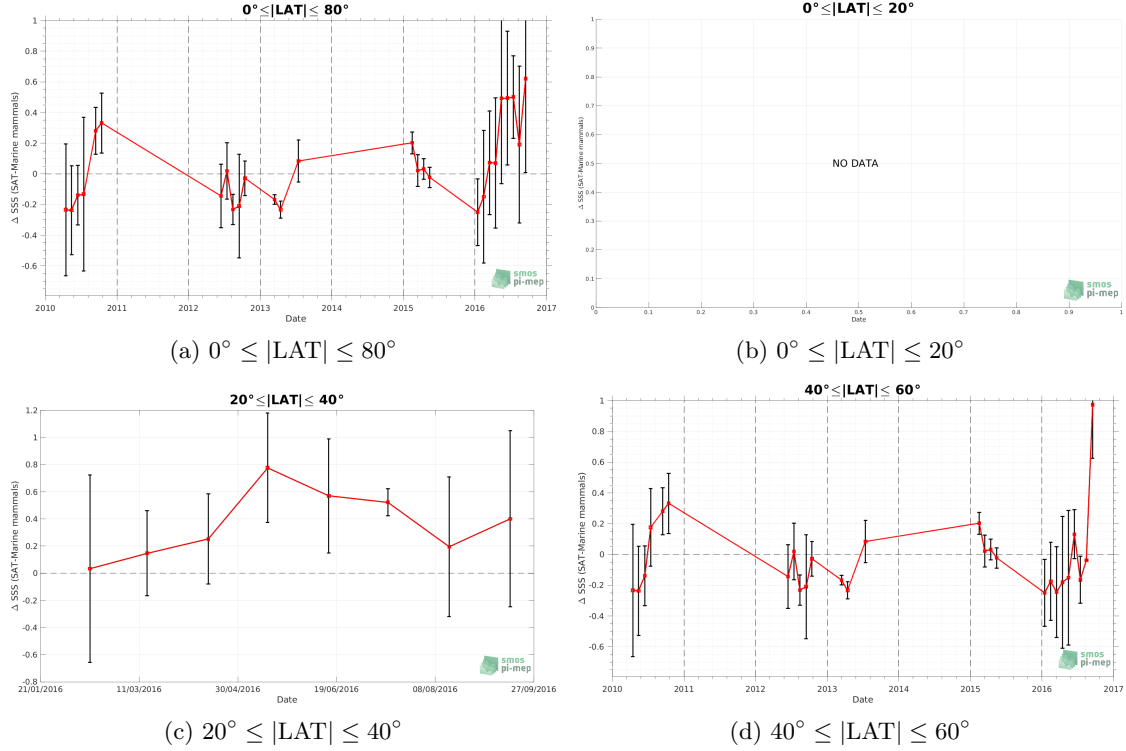 0°≤|LAT|≤ 80°
Δ SSS (SAT-Marine mammals)
1
0.8
0.6
0.4
0.2
0
-0.2
-0.4
-0.6
2010 2011 2012 2013 2014 2015 2016 2017
Date
smos
pi-mep
(a) 0° ≤ |LAT| ≤ 80°
0°≤|LAT|≤ 20°
Δ SSS (SAT-Marine mammals)
1
0.9
0.8
0.7
0.6
0.5
0.4
0.3
0.2
0.1
0
NO DATA
0 0.1 0.2 0.3 0.4 0.5 0.6 0.7 0.8 0.9 1
Date
smos
pi-mep
(b) 0° ≤ |LAT| ≤ 20°
20°≤|LAT|≤ 40°
Δ SSS (SAT-Marine mammals)
1.2
1
0.8
0.6
0.4
0.2
0
-0.2
-0.4
-0.6
-0.8
21/01/2016 11/03/2016 30/04/2016 19/06/2016 08/08/2016 27/09/2016
Date
smos
pi-mep
(c) 20° ≤ |LAT| ≤ 40°
40°≤|LAT|≤ 60°
Δ SSS (SAT-Marine mammals)
1
0.8
0.6
0.4
0.2
0
-0.2
-0.4
-0.6
2010 2011 2012 2013 2014 2015 2016 2017
Date
smos
pi-mep
(d) 40° ≤ |LAT| ≤ 60°